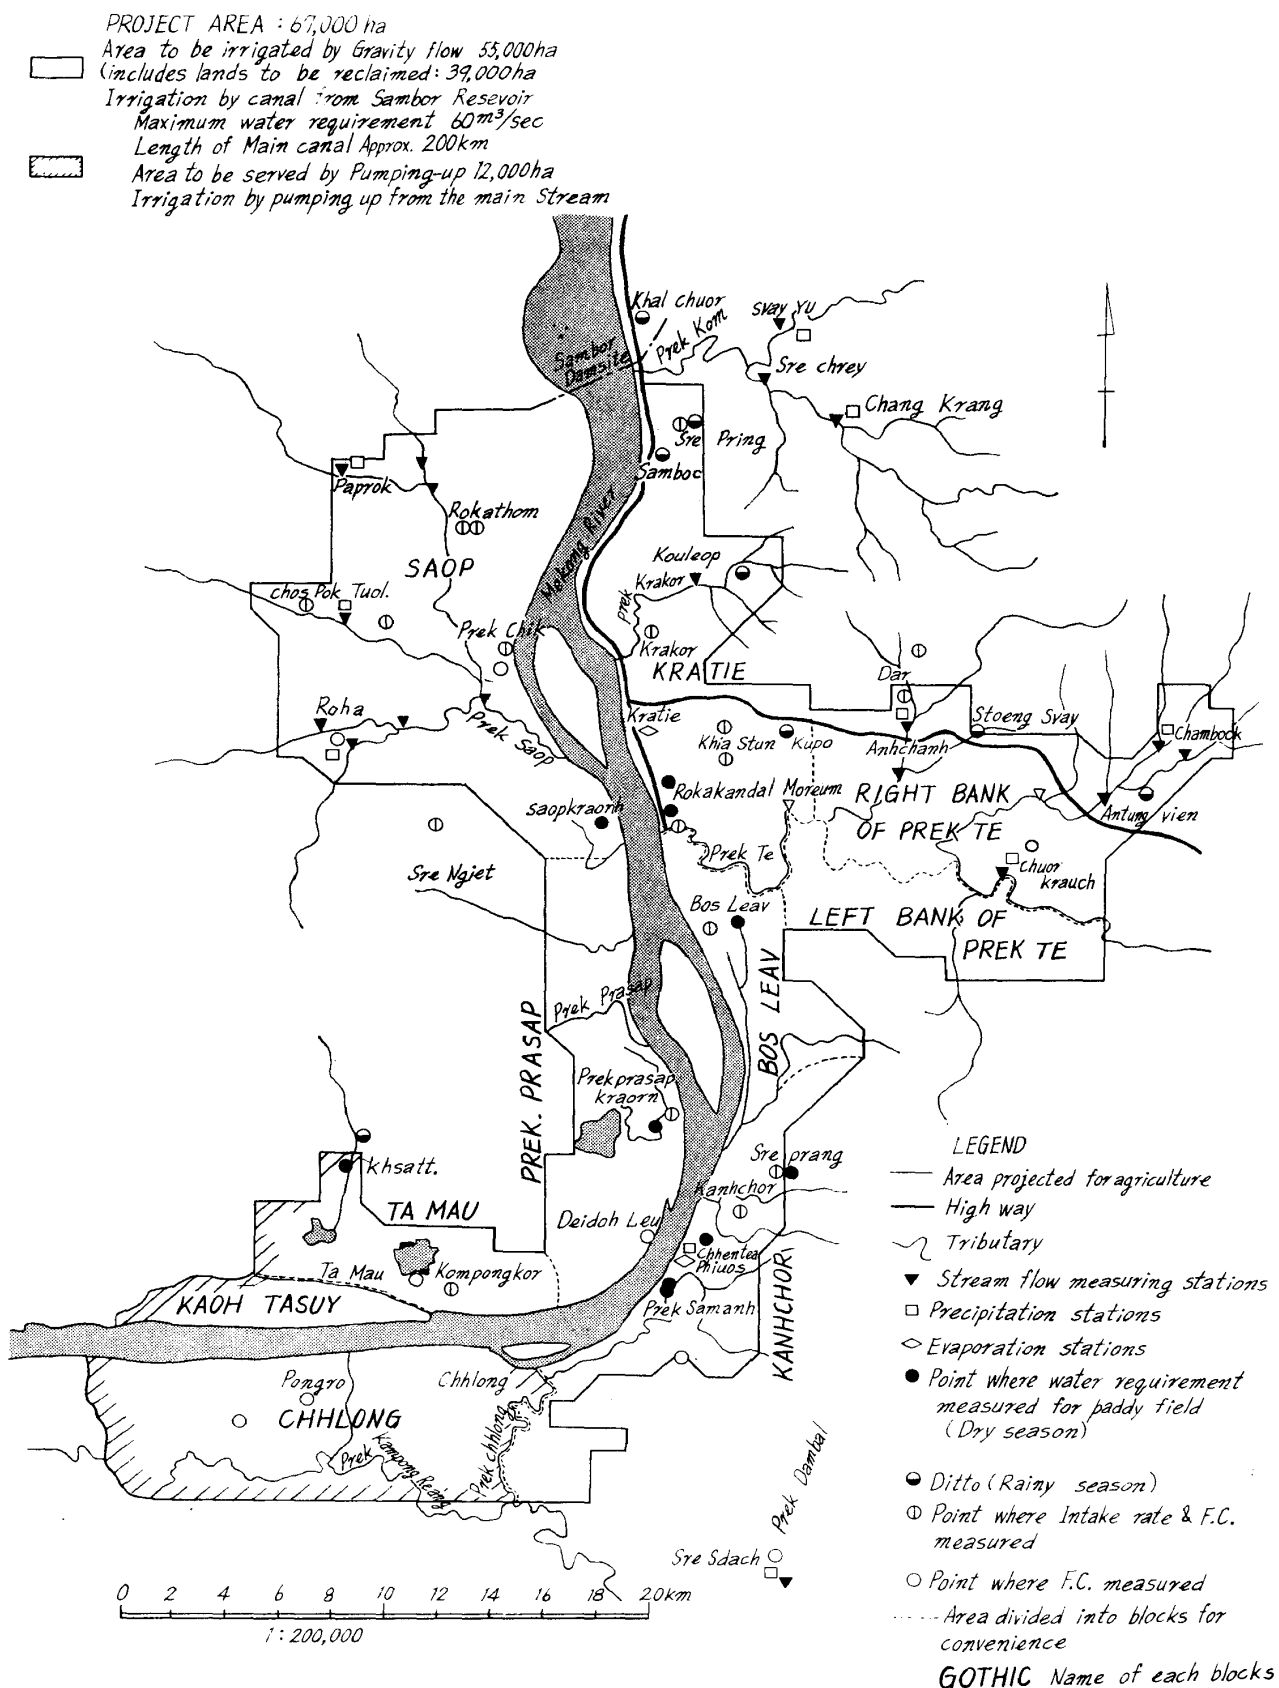 PROJECT AREA : 67,000 ha
Area to be irrigated by Gravity flow 55,000ha
(includes lands to be reclaimed: 39,000ha
Irrigation by canal from Sambor Resevoir
Maximum water requirement 60m³/sec
Length of Main canal Approx. 200km
Area to be served by Pumping-up 12,000ha
Irrigation by pumping up from the main Stream
Khal chuor
Svay Yu
Prek Kom
Sambor
Damsite
Sre chrey
Chang Krang
Sre Pring
Samboc
Paprok
Rokathom
Mekong River
SAOP
Kouleop
Prek Krakor
chos Pok Tuol.
Prek Chik
Krakor
KRATIE
Dar
Roha
Prek Saop
Kratie
Khia Stun
Kupo
Anhchanh
Stoeng Svay
Chambook
Rokakandal
Moreum
RIGHT BANK
OF PREK TE
Antung vien
Saopkraorh
Prek Te
Chuor
krauch
Sre Ngiet
Bos Leav
LEFT BANK OF
PREK TE
BOS LEAV
Prek Prasap
PREK. PRASAP
Prekprasap
kraorn
LEGEND
Area projected for agriculture
High way
Tributary
Stream flow measuring stations
Precipitation stations
Evaporation stations
Point where water requirement
measured for paddy field
(Dry season)
Ditto (Rainy season)
Point where Intake rate & F.C.
measured
Point where F.C. measured
Area divided into blocks for
convenience
GOTHIC Name of each blocks
khsatt.
Sre prang
Kanhchor
TA MAU
Deidoh Leu
Chhentea
Phiuos
Ta Mau
Kompongkor
KAOH TASUY
Prek Samanh
KANHCHOR
Pongro
Chhlong
CHHLONG
Prek Kampong Reang
Prek chhlong
Prek Dambal
Sre Sdach
0 2 4 6 8 10 12 14 16 18 20km
1:200,000